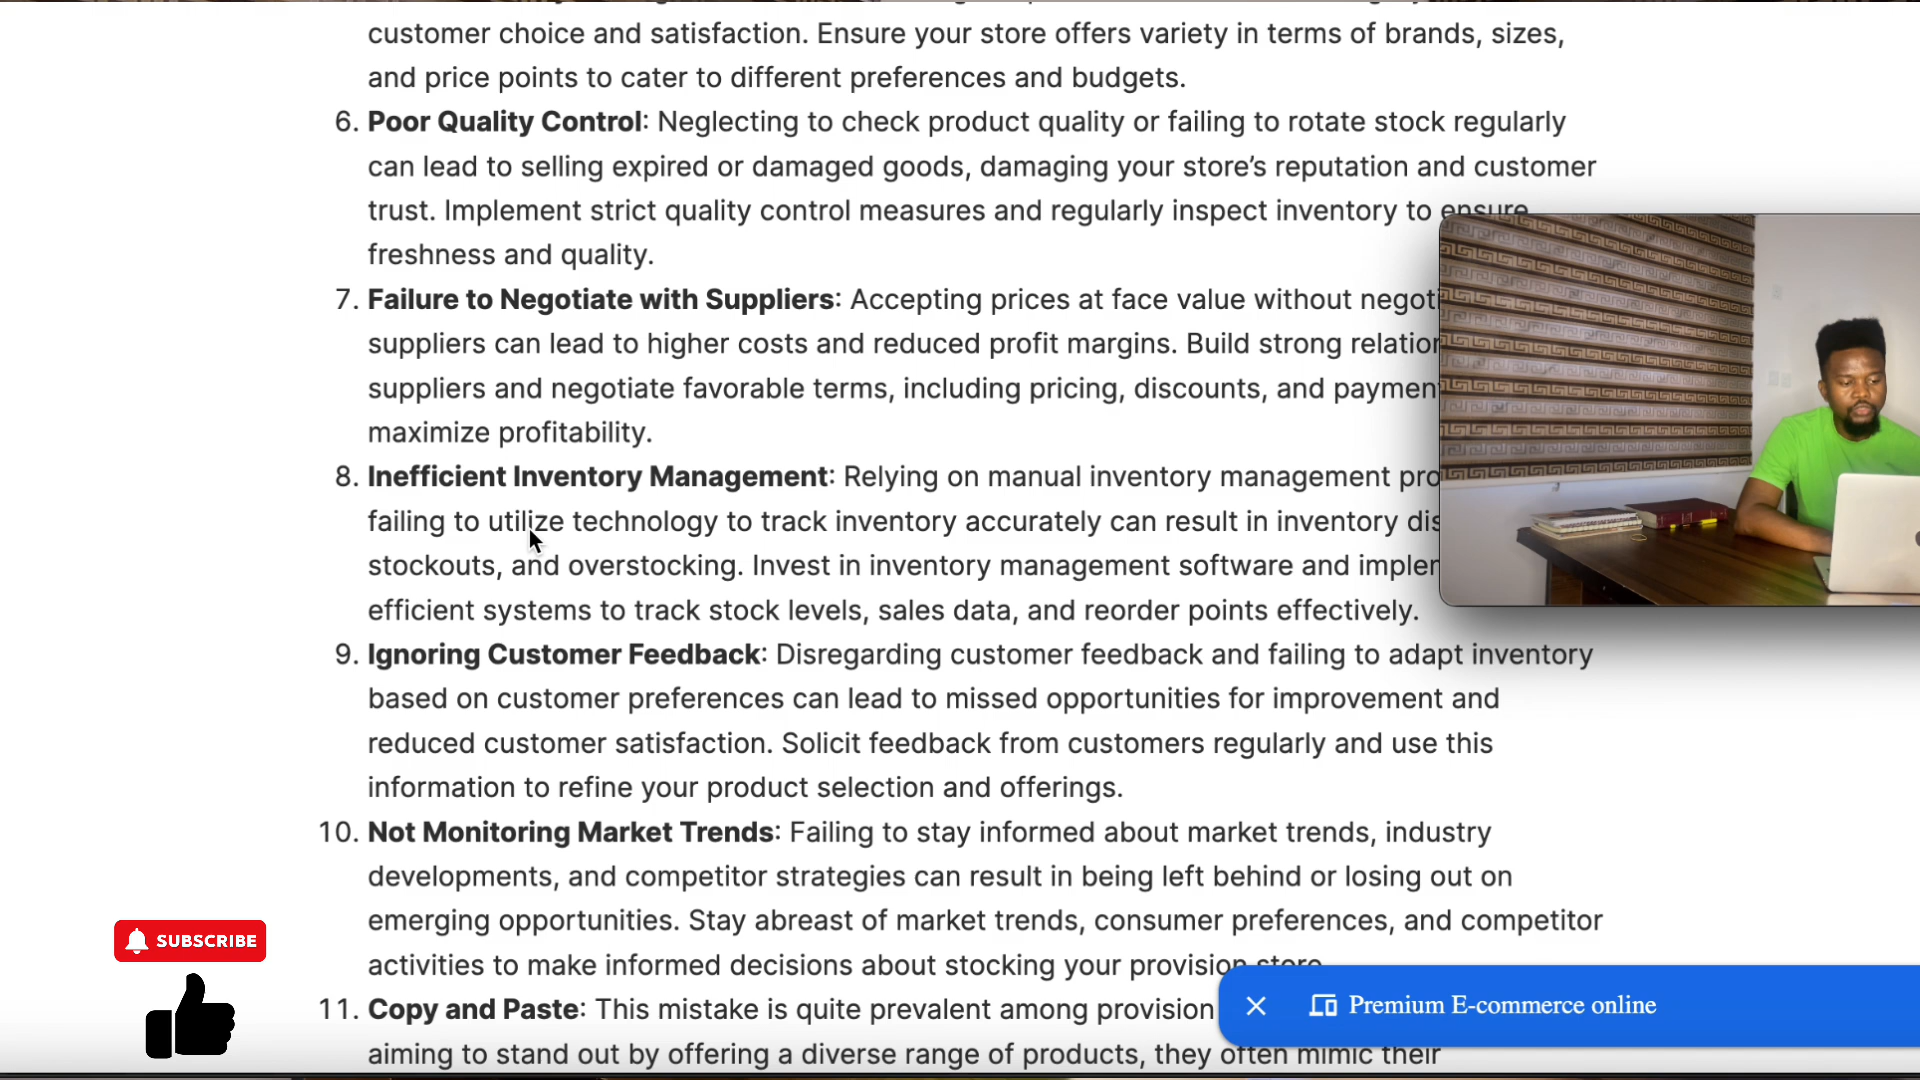 customer choice and satisfaction. Ensure your store offers variety in terms of brands, sizes,
and price points to cater to different preferences and budgets.
6. Poor Quality Control: Neglecting to check product quality or failing to rotate stock regularly
can lead to selling expired or damaged goods, damaging your store's reputation and customer
trust. Implement strict quality control measures and regularly inspect inventory to ensure
freshness and quality.
7. Failure to Negotiate with Suppliers: Accepting prices at face value without negoti
suppliers can lead to higher costs and reduced profit margins. Build strong relation
suppliers and negotiate favorable terms, including pricing, discounts, and payment
maximize profitability.
8. Inefficient Inventory Management: Relying on manual inventory management pro
failing to utilize technology to track inventory accurately can result in inventory dis
stockouts, and overstocking. Invest in inventory management software and implem
efficient systems to track stock levels, sales data, and reorder points effectively.
9. Ignoring Customer Feedback: Disregarding customer feedback and failing to adapt inventory
based on customer preferences can lead to missed opportunities for improvement and
reduced customer satisfaction. Solicit feedback from customers regularly and use this
information to refine your product selection and offerings.
10. Not Monitoring Market Trends: Failing to stay informed about market trends, industry
developments, and competitor strategies can result in being left behind or losing out on
emerging opportunities. Stay abreast of market trends, consumer preferences, and competitor
activities to make informed decisions about stocking your provision store.
11. Copy and Paste: This mistake is quite prevalent among provision
aiming to stand out by offering a diverse range of products, they often mimic their
SUBSCRIBE
Premium E-commerce online